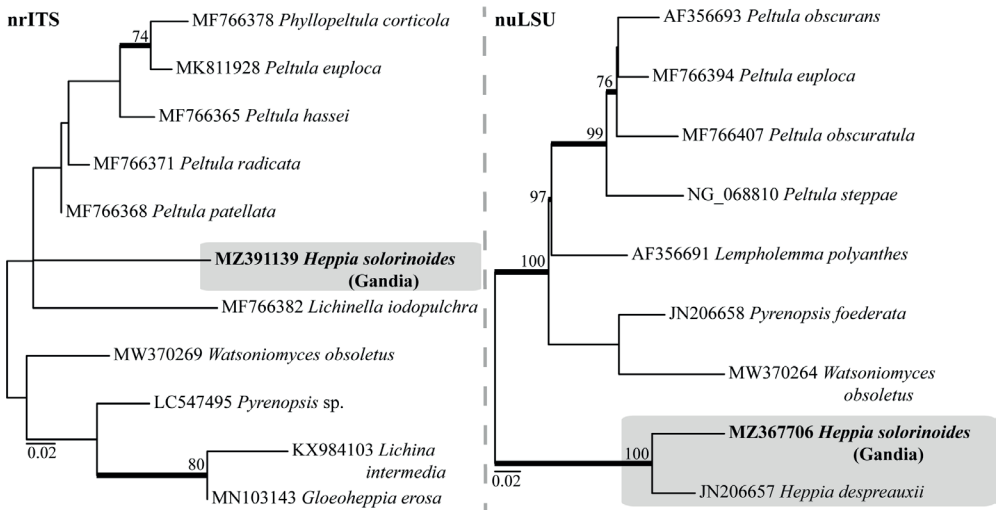 nrITS
MF766378 Phyllopeltula corticola
74
MK811928 Peltula euploca
MF766365 Peltula hassei
MF766371 Peltula radicata
MF766368 Peltula patellata
MZ391139 Heppia solorinoides
(Gandia)
MF766382 Lichinella iodopulchra
MW370269 Watsoniomyces obsoletus
LC547495 Pyrenopsis sp.
0.02
KX984103 Lichina
intermedia
80
MN103143 Gloeoheppia erosa
nuLSU
AF356693 Peltula obscurans
MF766394 Peltula euploca
76
MF766407 Peltula obscuratula
99
NG_068810 Peltula steppae
97
AF356691 Lempholemma polyanthes
100
JN206658 Pyrenopsis foederata
MW370264 Watsoniomyces
obsoletus
MZ367706 Heppia solorinoides
(Gandia)
100
0.02
JN206657 Heppia despreauxii